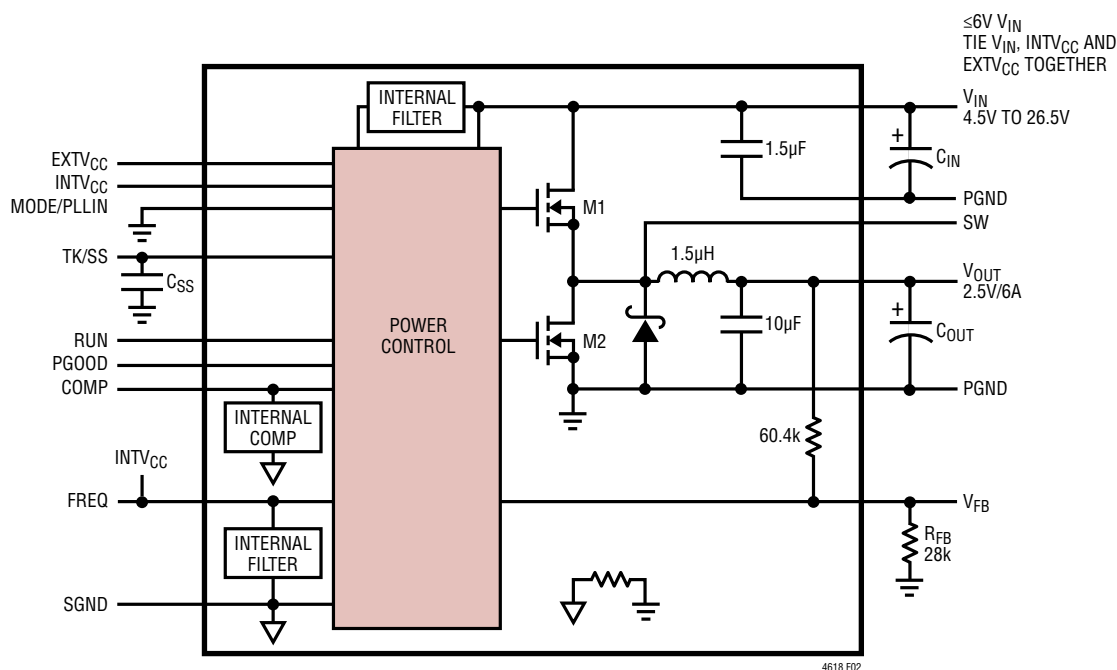 ≤6V VIN
TIE VIN, INTVCC AND
EXTVCC TOGETHER
INTERNAL
FILTER
VIN
4.5V TO 26.5V
+
CIN
1.5µF
PGND
SW
EXTVCC
INTVCC
MODE/PLLIN
TK/SS
CSS
RUN
PGOOD
COMP
INTERNAL
COMP
INTVCC
FREQ
INTERNAL
FILTER
SGND
POWER
CONTROL
M1
M2
1.5µH
10µF
VOUT
2.5V/6A
+
COUT
PGND
60.4k
VFB
RFB
28k
4618 F02